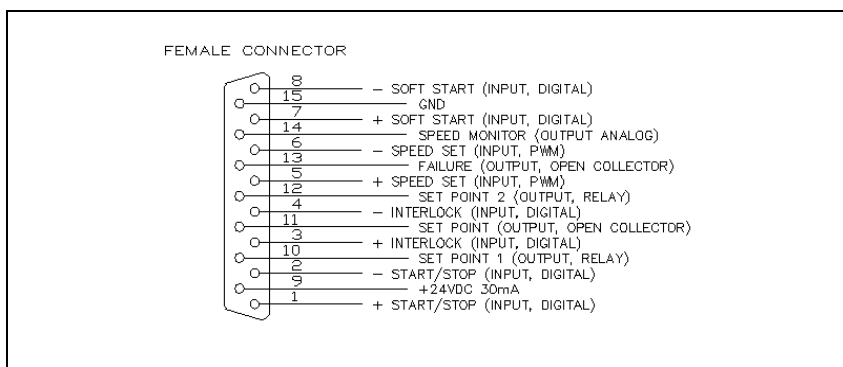 FEMALE CONNECTOR
8 - SOFT START (INPUT, DIGITAL)
15 GND
7 + SOFT START (INPUT, DIGITAL)
14 SPEED MONITOR (OUTPUT ANALOG)
6 - SPEED SET (INPUT, PWM)
13 FAILURE (OUTPUT, OPEN COLLECTOR)
5 + SPEED SET (INPUT, PWM)
12 SET POINT 2 (OUTPUT, RELAY)
4 - INTERLOCK (INPUT, DIGITAL)
11 SET POINT (OUTPUT, OPEN COLLECTOR)
3 + INTERLOCK (INPUT, DIGITAL)
10 SET POINT 1 (OUTPUT, RELAY)
2 - START/STOP (INPUT, DIGITAL)
9 +24VDC 30mA
1 + START/STOP (INPUT, DIGITAL)